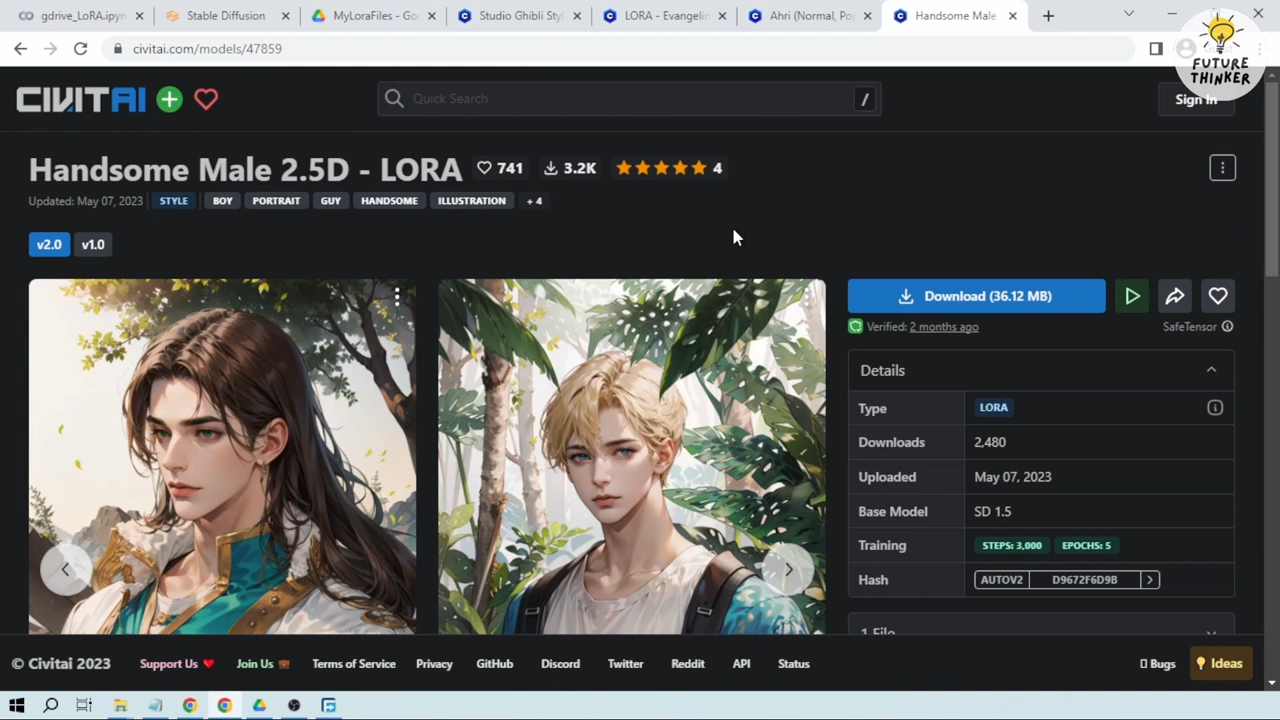 gdrive_LoRA.ipyn
Stable Diffusion
MyLoraFiles - Go
Studio Ghibli Sty
LORA - Evangelin
Ahri (Normal, Po
Handsome Male
civitai.com/models/47859
FUTURE
THINKER
CIVITAI
Quick Search
/
Sign In
Handsome Male 2.5D - LORA
741
3.2K
4
Updated: May 07, 2023
STYLE
BOY
PORTRAIT
GUY
HANDSOME
ILLUSTRATION
+ 4
v2.0
v1.0
Download (36.12 MB)
Verified: 2 months ago
SafeTensor
Details
Type
LORA
Downloads
2,480
Uploaded
May 07, 2023
Base Model
SD 1.5
Training
STEPS: 3,000
EPOCHS: 5
Hash
AUTOV2
D9672F6D9B
1 File
© Civitai 2023
Support Us
Join Us
Terms of Service
Privacy
GitHub
Discord
Twitter
Reddit
API
Status
Bugs
Ideas